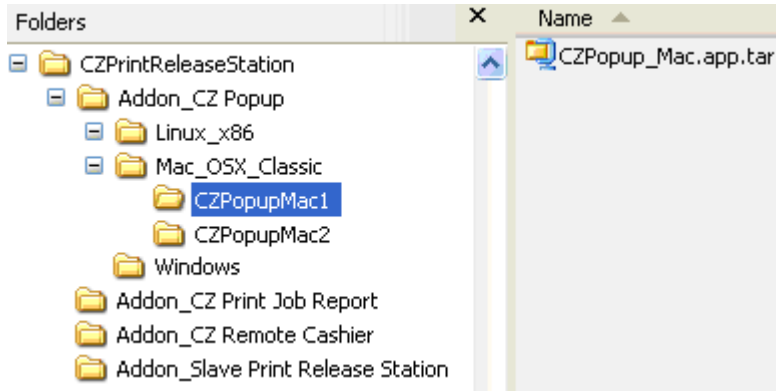 Folders
CZPrintReleaseStation
Addon_CZ Popup
Linux_x86
Mac_OSX_Classic
CZPopupMac1
CZPopupMac2
Windows
Addon_CZ Print Job Report
Addon_CZ Remote Cashier
Addon_Slave Print Release Station
Name
CZPopup_Mac.app.tar